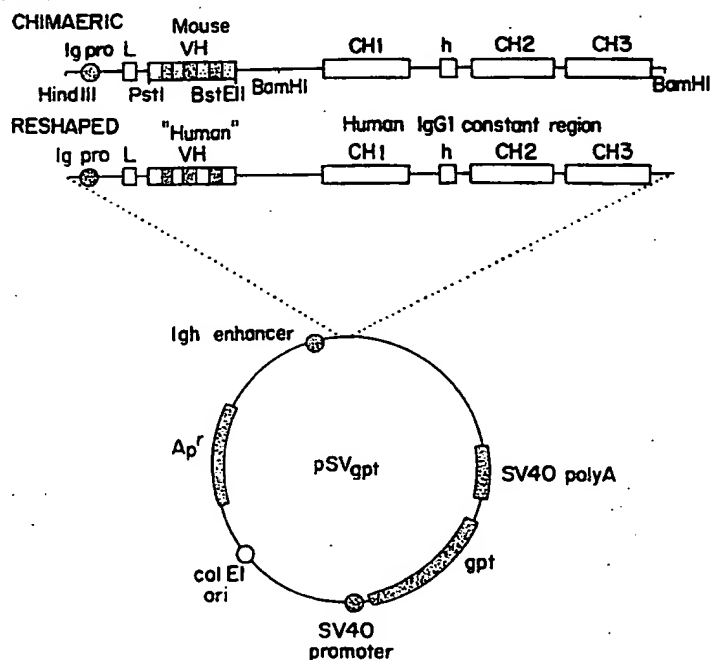 CHIMAERIC
Mouse
Ig pro L VH CH1 h CH2 CH3
HindIII PstI BstEII BamHI BamHI
RESHAPED "Human" Human IgG1 constant region
Ig pro L VH CH1 h CH2 CH3
Igh enhancer
Apʳ
pSVgpt
SV40 polyA
gpt
col EI
ori
SV40
promoter